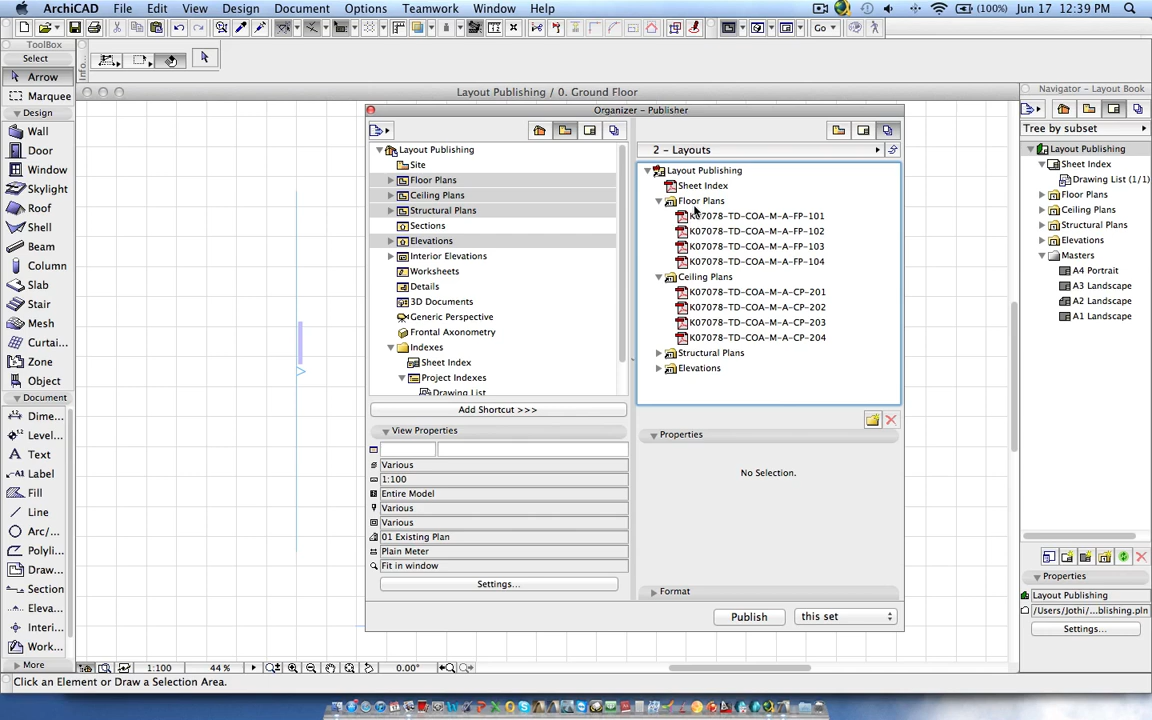 ArchiCAD File Edit View Design Document Options Teamwork Window Help (100%) Jun 17 12:39 PM
ToolBox
Select
Arrow
Marquee
Design
Wall
Door
Window
Skylight
Roof
Shell
Beam
Column
Slab
Stair
Mesh
Curtai...
Zone
Object
Document
Dime...
Level...
Text
A1 Label
Fill
Line
Arc/...
Polyli...
Draw...
Section
Eleva...
Interi...
Work...
More
Info...
Go
Layout Publishing / 0. Ground Floor
Organizer - Publisher
Layout Publishing
Site
Floor Plans
Ceiling Plans
Structural Plans
Sections
Elevations
Interior Elevations
Worksheets
Details
3D Documents
Generic Perspective
Frontal Axonometry
Indexes
Sheet Index
Project Indexes
Drawing List
Add Shortcut >>>
View Properties
Various
1:100
Entire Model
Various
Various
01 Existing Plan
Plain Meter
Fit in window
Settings...
2 - Layouts
Layout Publishing
Sheet Index
Floor Plans
K07078-TD-COA-M-A-FP-101
K07078-TD-COA-M-A-FP-102
K07078-TD-COA-M-A-FP-103
K07078-TD-COA-M-A-FP-104
Ceiling Plans
K07078-TD-COA-M-A-CP-201
K07078-TD-COA-M-A-CP-202
K07078-TD-COA-M-A-CP-203
K07078-TD-COA-M-A-CP-204
Structural Plans
Elevations
Properties
No Selection.
Format
Publish this set
Navigator - Layout Book
Tree by subset
Layout Publishing
Sheet Index
Drawing List (1/1)
Floor Plans
Ceiling Plans
Structural Plans
Elevations
Masters
A4 Portrait
A3 Landscape
A2 Landscape
A1 Landscape
Properties
Layout Publishing
/Users/Jothi/...blishing.pln
Settings...
1:100 44 % 0.00°
Click an Element or Draw a Selection Area.